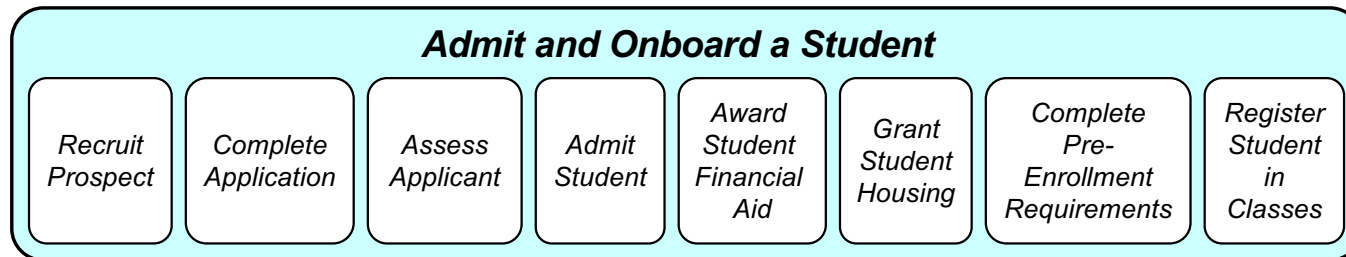 Admit and Onboard a Student
Recruit
Prospect
Complete
Application
Assess
Applicant
Admit
Student
Award
Student
Financial
Aid
Grant
Student
Housing
Complete
Pre-
Enrollment
Requirements
Register
Student
in
Classes